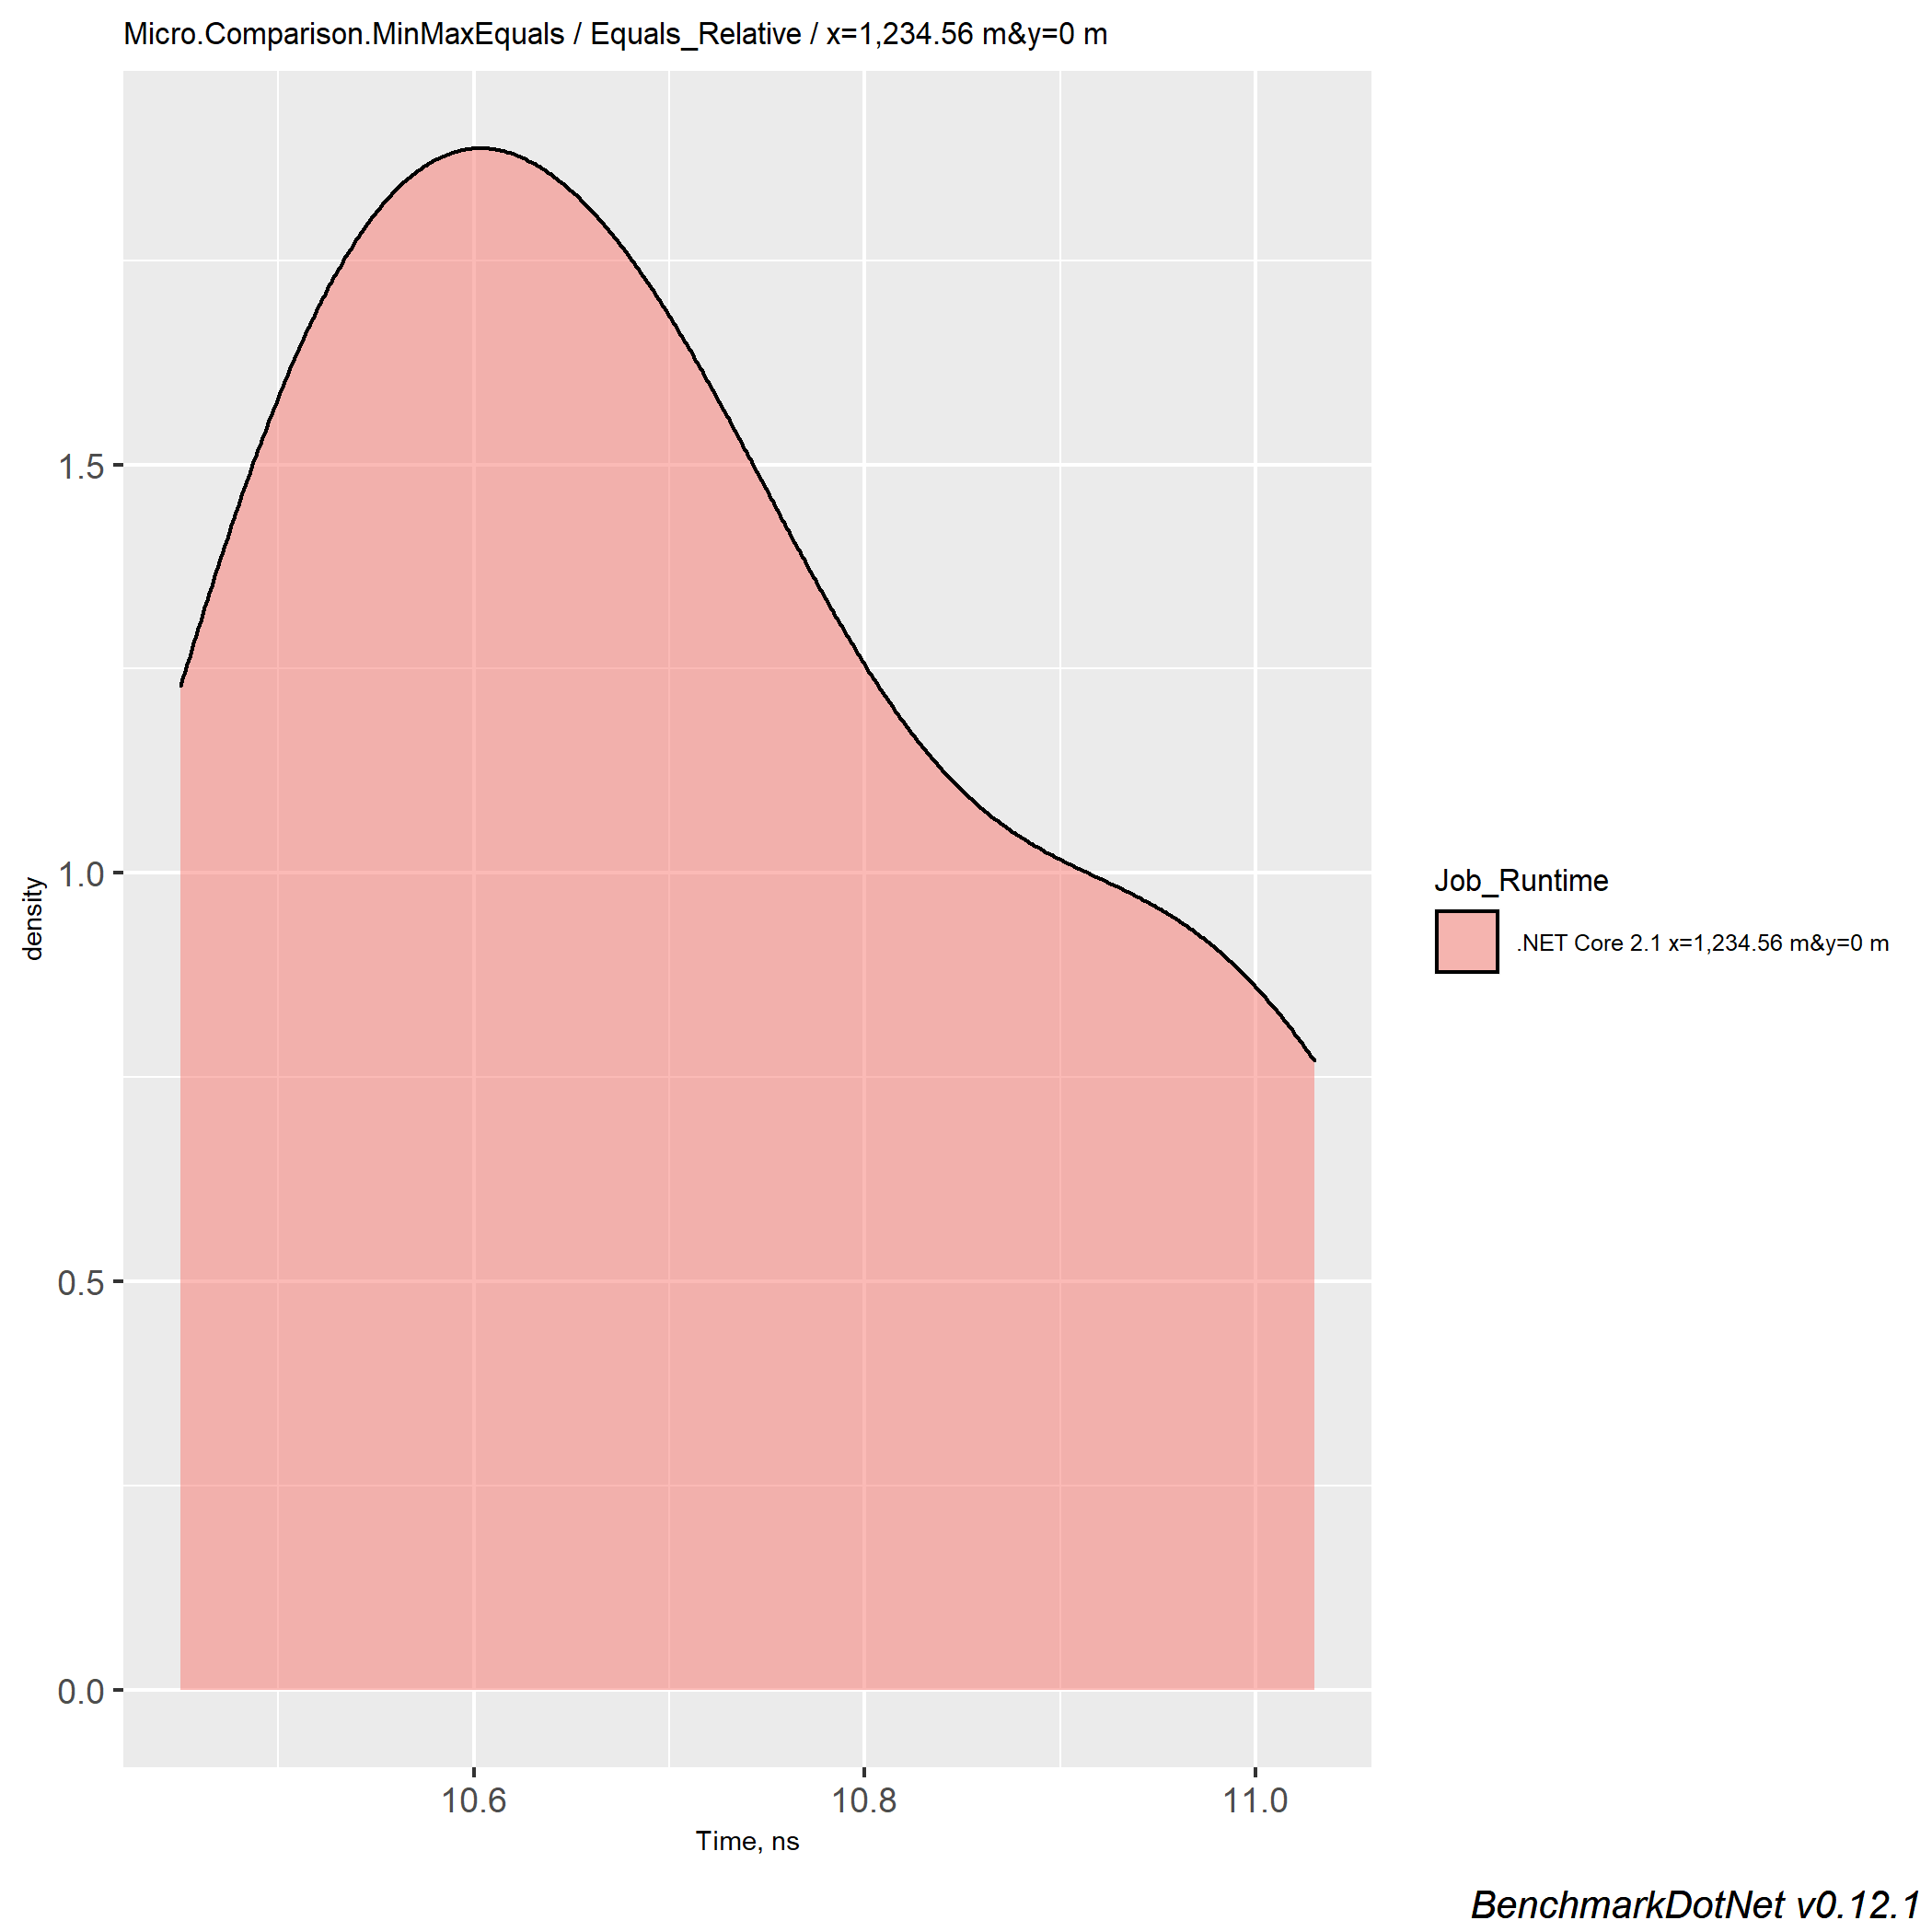 Micro.Comparison.MinMaxEquals / Equals_Relative / x=1,234.56 m&y=0 m
1.5
1.0
0.5
0.0
density
10.6 10.8 11.0
Time, ns
Job_Runtime
.NET Core 2.1 x=1,234.56 m&y=0 m
BenchmarkDotNet v0.12.1